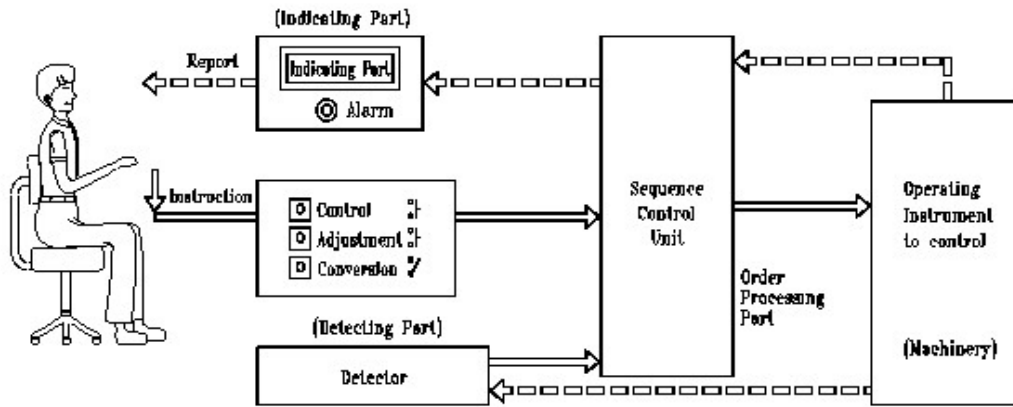 (Indicating Part)
Report
Indicating Part
Alarm
Instruction
Control
Adjustment
Conversion
Sequence
Control
Unit
Operating
Instrument
to control
Order
Processing
Part
(Detecting Part)
Detector
(Machinery)